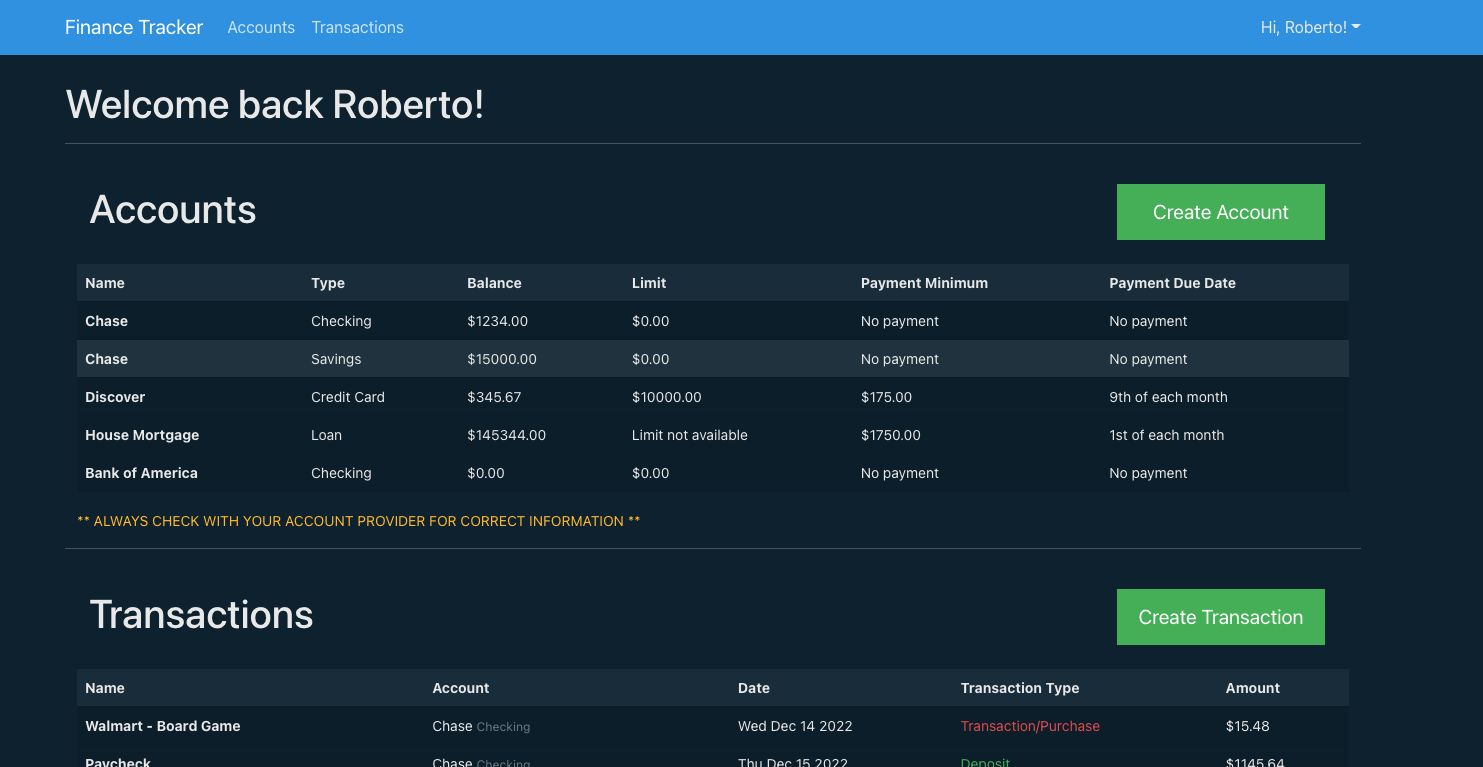 Finance Tracker Accounts Transactions Hi, Roberto!
Welcome back Roberto!
Accounts Create Account
Name Type Balance Limit Payment Minimum Payment Due Date
Chase Checking $1234.00 $0.00 No payment No payment
Chase Savings $15000.00 $0.00 No payment No payment
Discover Credit Card $345.67 $10000.00 $175.00 9th of each month
House Mortgage Loan $145344.00 Limit not available $1750.00 1st of each month
Bank of America Checking $0.00 $0.00 No payment No payment
** ALWAYS CHECK WITH YOUR ACCOUNT PROVIDER FOR CORRECT INFORMATION **
Transactions Create Transaction
Name Account Date Transaction Type Amount
Walmart - Board Game Chase Checking Wed Dec 14 2022 Transaction/Purchase $15.48
Paycheck Chase Checking Thu Dec 15 2022 Deposit $1145.64